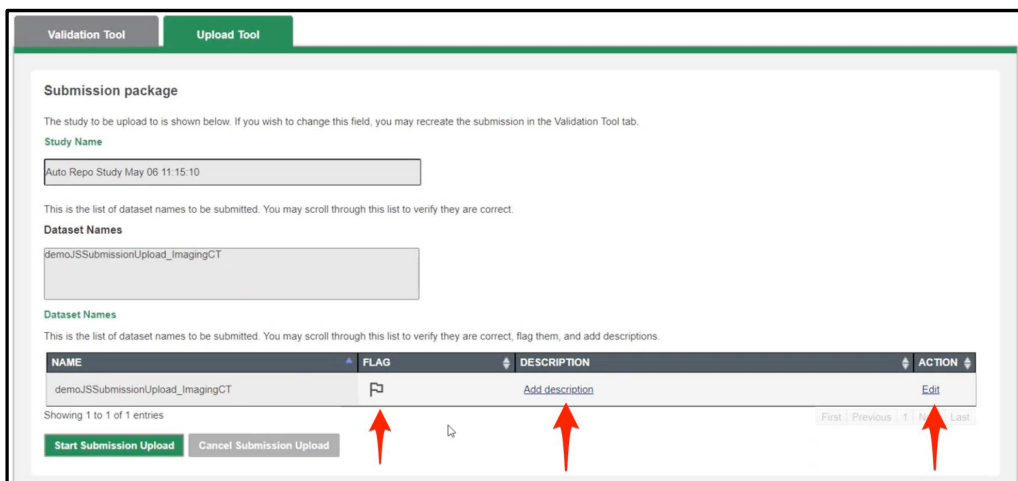 Validation Tool
Upload Tool
Submission package
The study to be upload to is shown below. If you wish to change this field, you may recreate the submission in the Validation Tool tab.
Study Name
Auto Repo Study May 06 11:15:10
This is the list of dataset names to be submitted. You may scroll through this list to verify they are correct.
Dataset Names
demoJSSubmissionUpload_ImagingCT
Dataset Names
This is the list of dataset names to be submitted. You may scroll through this list to verify they are correct, flag them, and add descriptions.
NAME FLAG DESCRIPTION ACTION
demoJSSubmissionUpload_ImagingCT Add description Edit
Showing 1 to 1 of 1 entries
First Previous 1 Last
Start Submission Upload Cancel Submission Upload